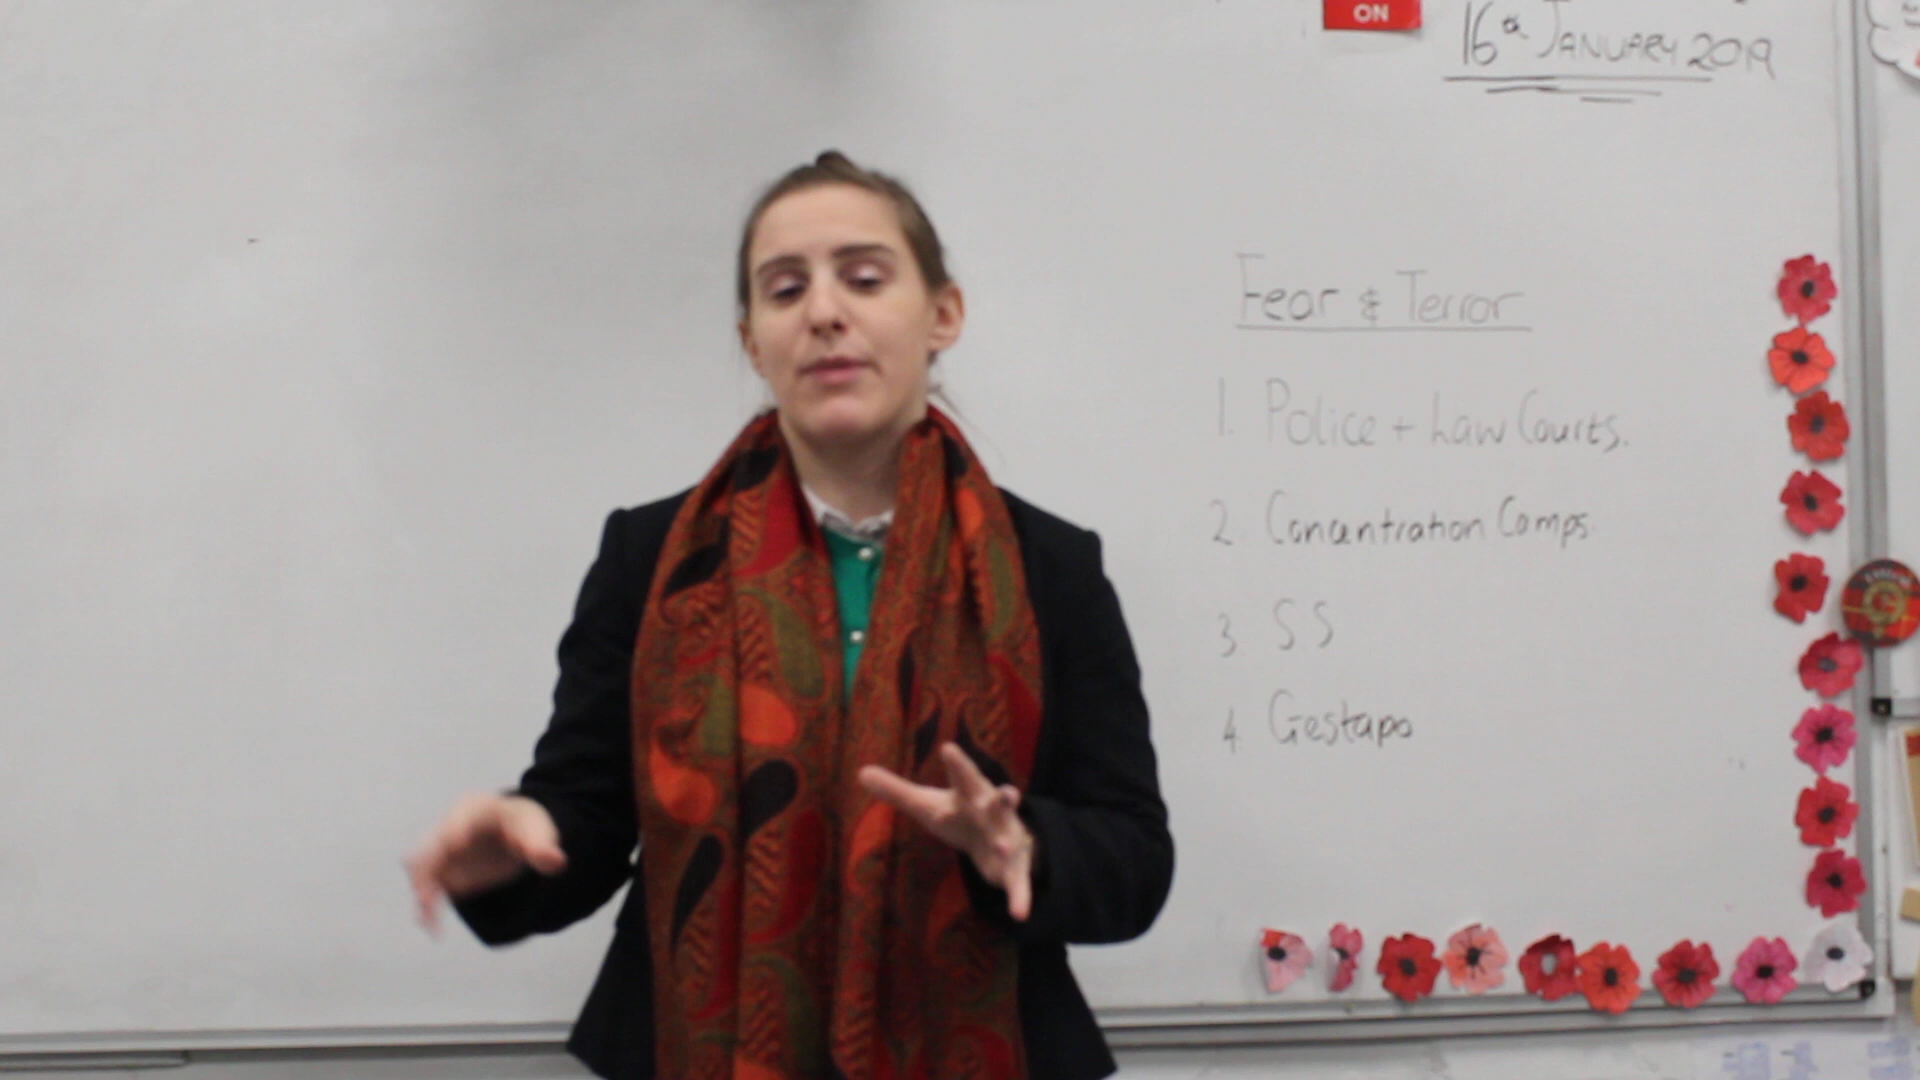 ON
16th JANUARY 2019
Fear & Terror
1. Police + Law Courts.
2. Concentration Camps.
3 SS
4. Gestapo